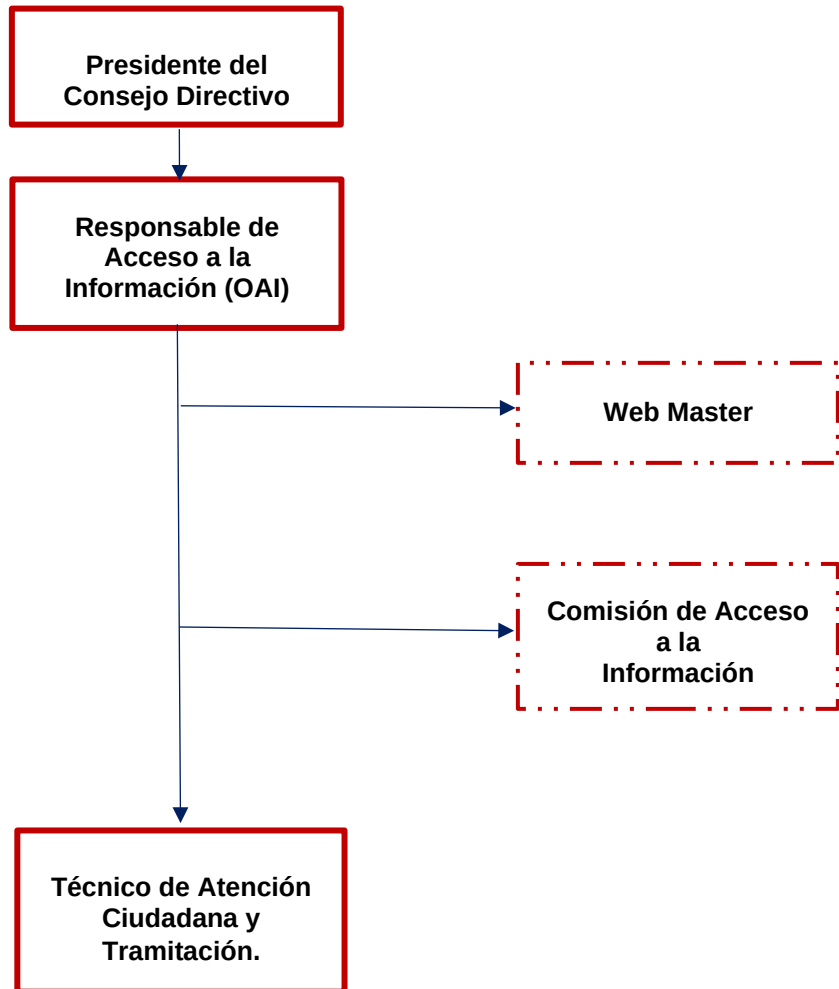 Presidente del
Consejo Directivo
Responsable de
Acceso a la
Información (OAI)
Web Master
Comisión de Acceso
a la
Información
Técnico de Atención
Ciudadana y
Tramitación.